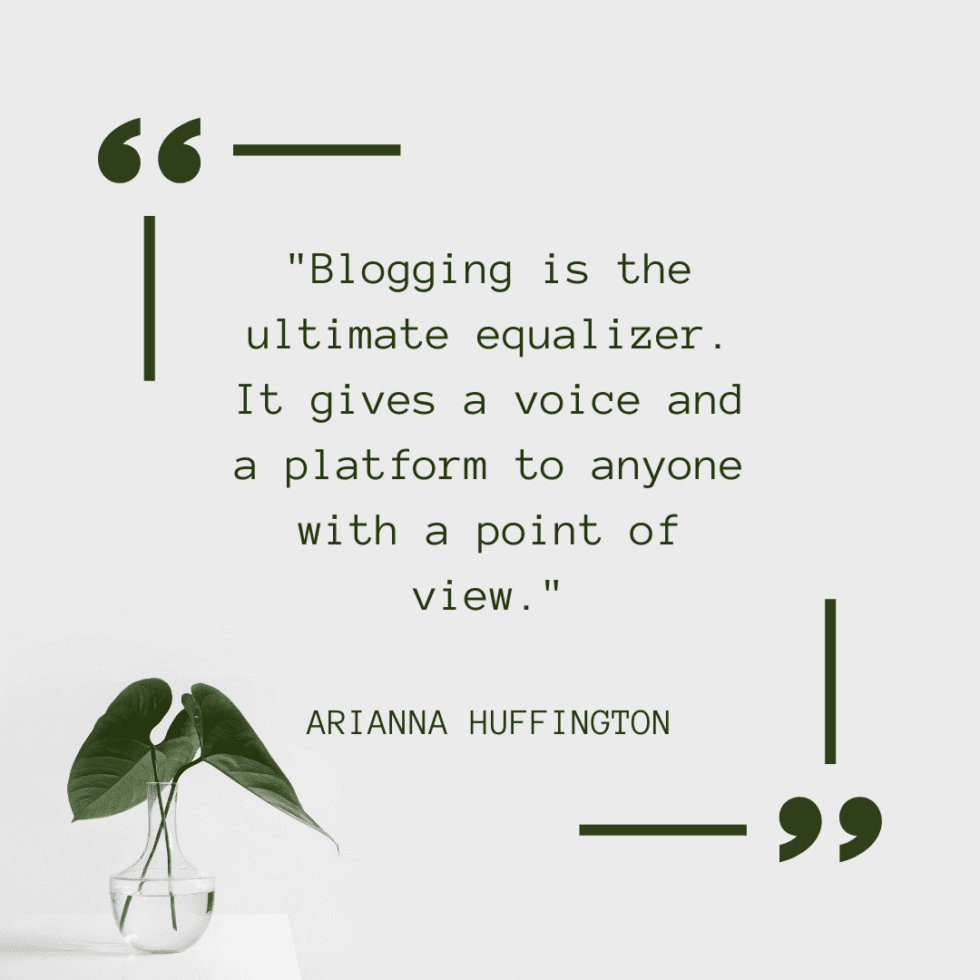 "Blogging is the
ultimate equalizer.
It gives a voice and
a platform to anyone
with a point of
view."
ARIANNA HUFFINGTON